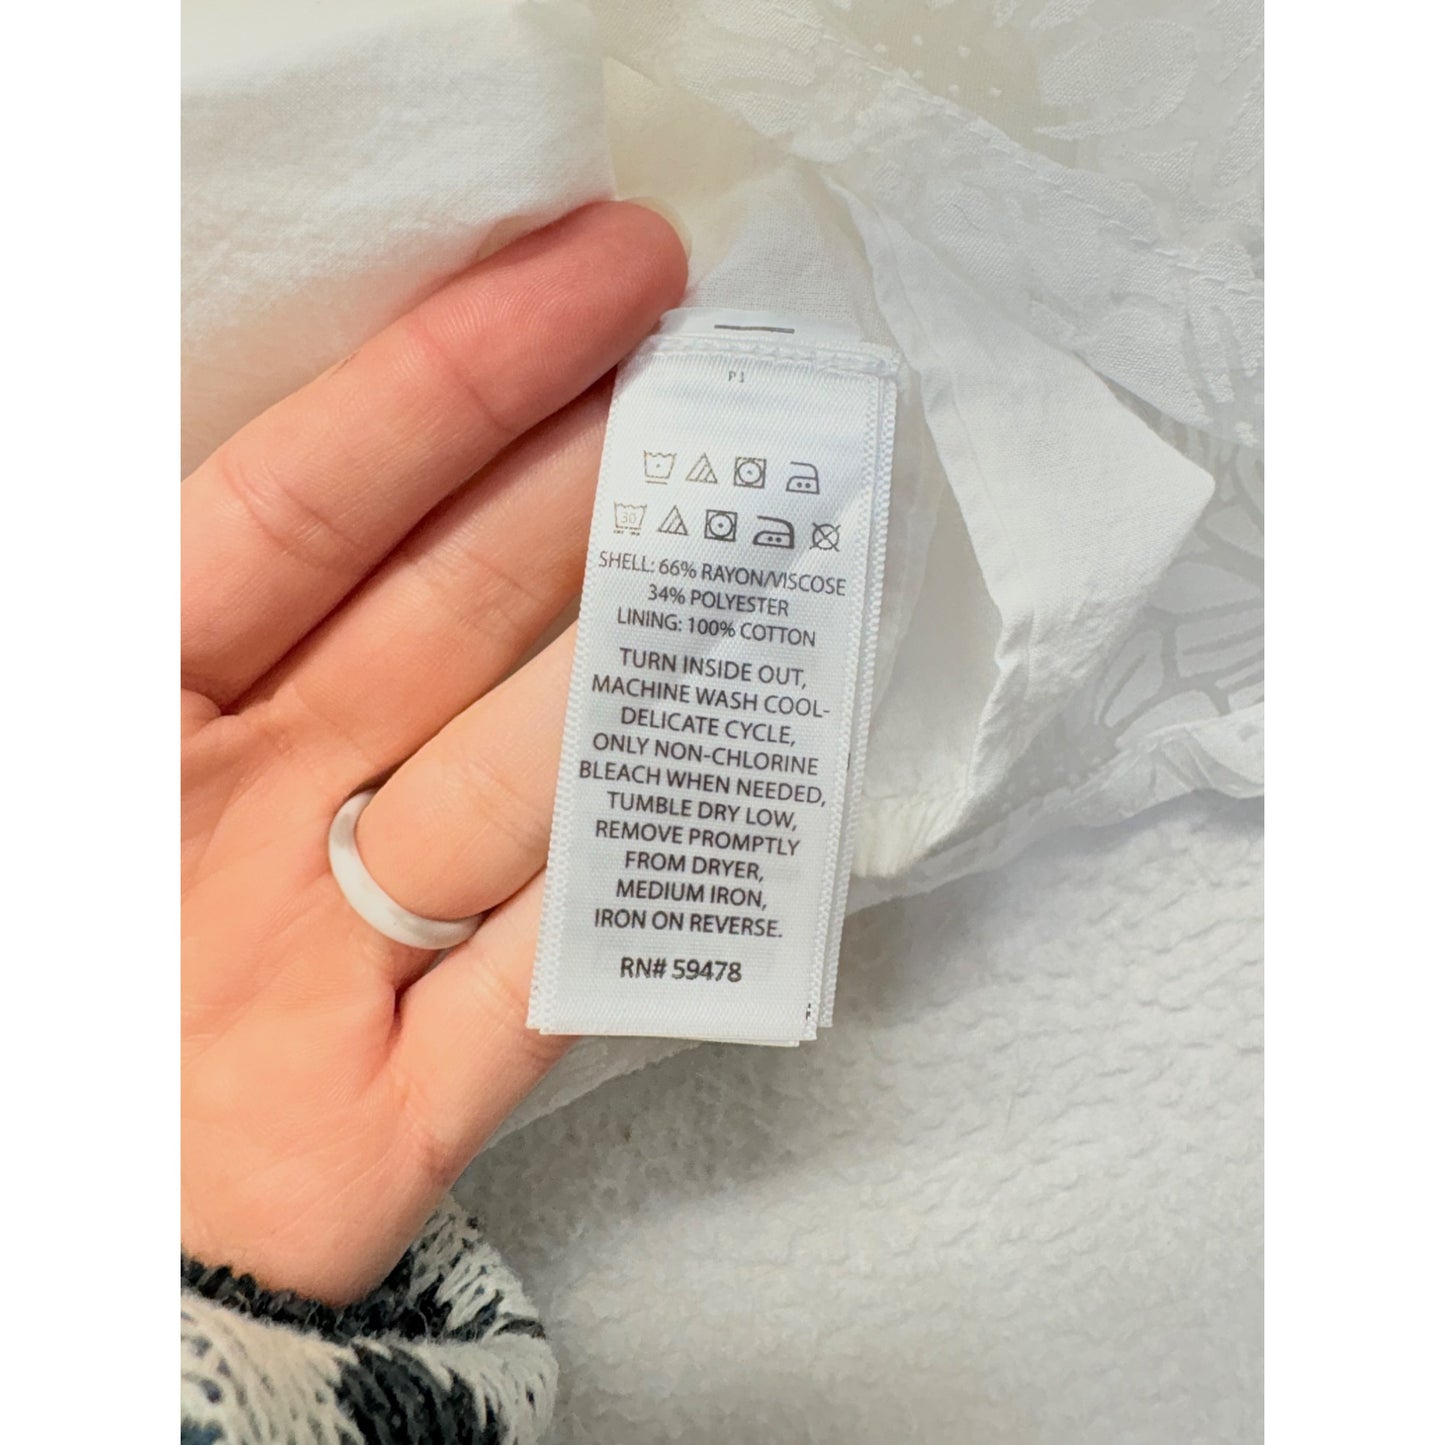 P1
30
SHELL: 66% RAYON/VISCOSE
34% POLYESTER
LINING: 100% COTTON
TURN INSIDE OUT,
MACHINE WASH COOL-
DELICATE CYCLE,
ONLY NON-CHLORINE
BLEACH WHEN NEEDED,
TUMBLE DRY LOW,
REMOVE PROMPTLY
FROM DRYER,
MEDIUM IRON,
IRON ON REVERSE.
RN# 59478